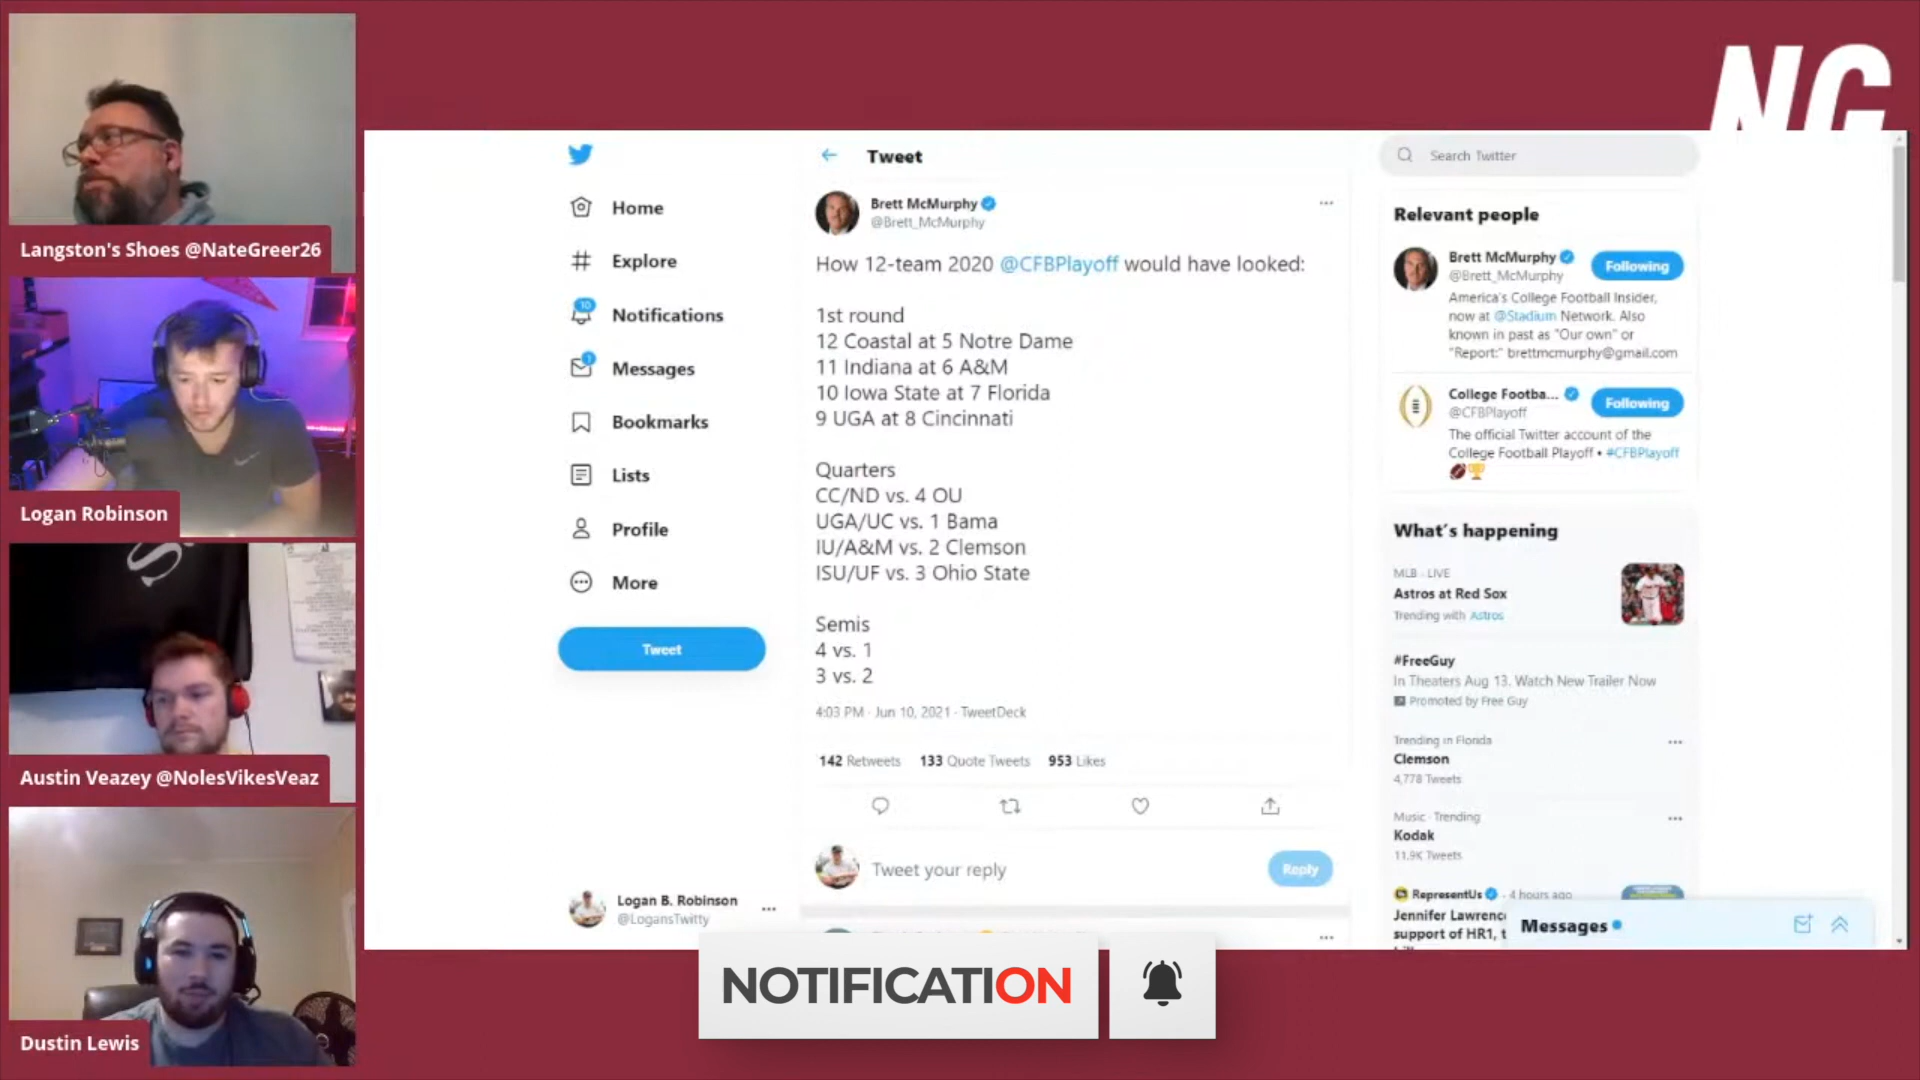 NC
Langston's Shoes @NateGreer26
Logan Robinson
Austin Veazey @NolesVikesVeaz
Dustin Lewis
Home
Explore
10
Notifications
1
Messages
Bookmarks
Lists
Profile
More
Tweet
Logan B. Robinson
@LogansTwitty
Tweet
Brett McMurphy
@Brett_McMurphy
How 12-team 2020 @CFBPlayoff would have looked:
1st round
12 Coastal at 5 Notre Dame
11 Indiana at 6 A&M
10 Iowa State at 7 Florida
9 UGA at 8 Cincinnati
Quarters
CC/ND vs. 4 OU
UGA/UC vs. 1 Bama
IU/A&M vs. 2 Clemson
ISU/UF vs. 3 Ohio State
Semis
4 vs. 1
3 vs. 2
4:03 PM · Jun 10, 2021 · TweetDeck
142 Retweets 133 Quote Tweets 953 Likes
Tweet your reply
Reply
Search Twitter
Relevant people
Brett McMurphy
@Brett_McMurphy
Following
America's College Football Insider,
now at @Stadium Network. Also
known in past as "Our own" or
"Report:" brettmcmurphy@gmail.com
College Footba...
@CFBPlayoff
Following
The official Twitter account of the
College Football Playoff • #CFBPlayoff
What's happening
MLB · LIVE
Astros at Red Sox
Trending with Astros
#FreeGuy
In Theaters Aug 13. Watch New Trailer Now
Promoted by Free Guy
Trending in Florida
Clemson
4,778 Tweets
Music · Trending
Kodak
11.9K Tweets
RepresentUs · 4 hours ago
Jennifer Lawrenc
support of HR1, t
Messages
NOTIFICATION